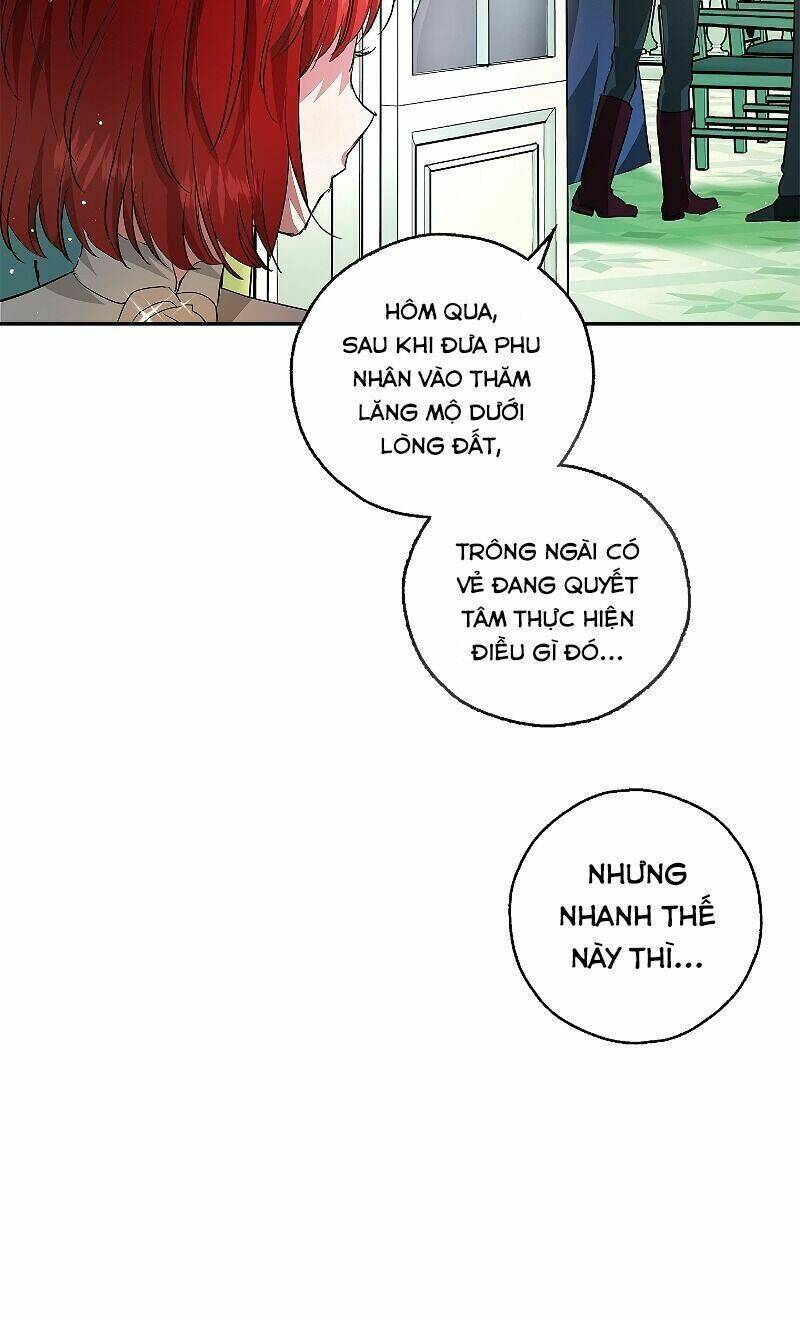 HÔM QUA,
SAU KHI ĐƯA PHU
NHÂN VÀO THĂM
LĂNG MỘ DƯỚI
LÒNG ĐẤT,
TRÔNG NGÀI CÓ
VẺ ĐANG QUYẾT
TÂM THỰC HIỆN
ĐIỀU GÌ ĐÓ...
NHƯNG
NHANH THẾ
NÀY THÌ...